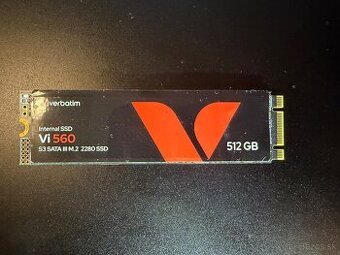 Verbatim
Internal SSD
Vi 560
S3 SATA III M.2 2280 SSD
512 GB